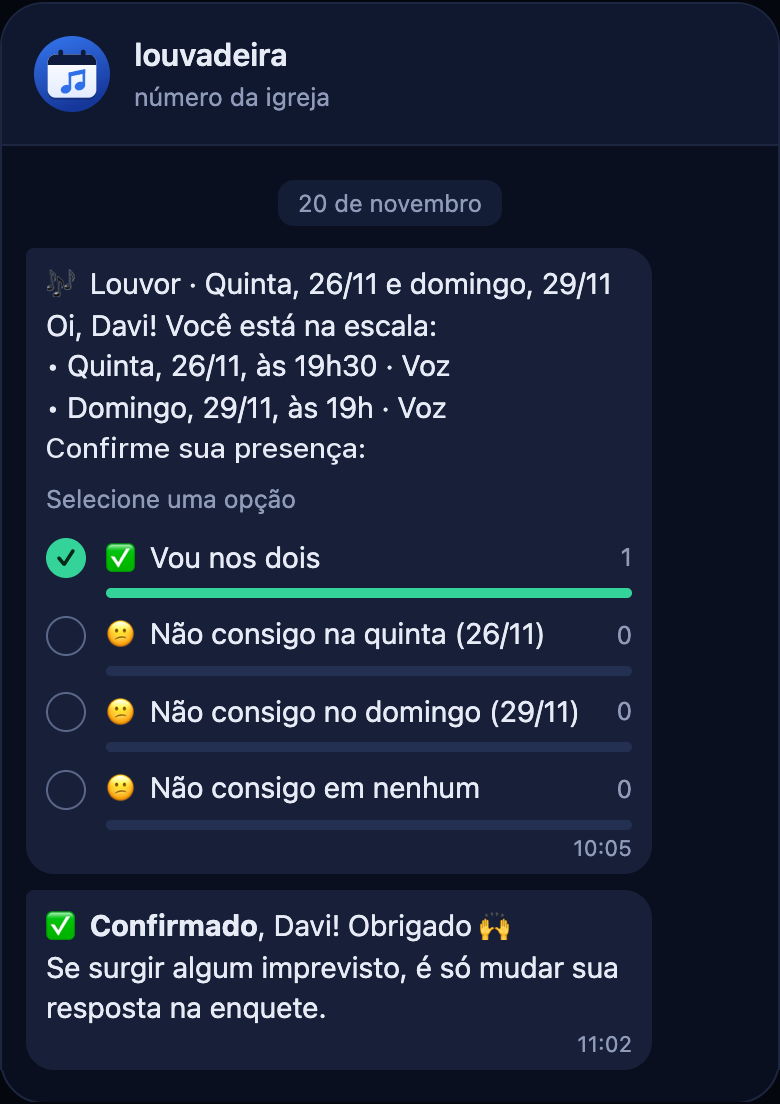 louvadeira
número da igreja
20 de novembro
🎶 Louvor · Quinta, 26/11 e domingo, 29/11
Oi, Davi! Você está na escala:
• Quinta, 26/11, às 19h30 · Voz
• Domingo, 29/11, às 19h · Voz
Confirme sua presença:
Selecione uma opção
✅ Vou nos dois 1
😕 Não consigo na quinta (26/11) 0
😕 Não consigo no domingo (29/11) 0
😕 Não consigo em nenhum 0
10:05
✅ Confirmado, Davi! Obrigado 🙌
Se surgir algum imprevisto, é só mudar sua
resposta na enquete.
11:02